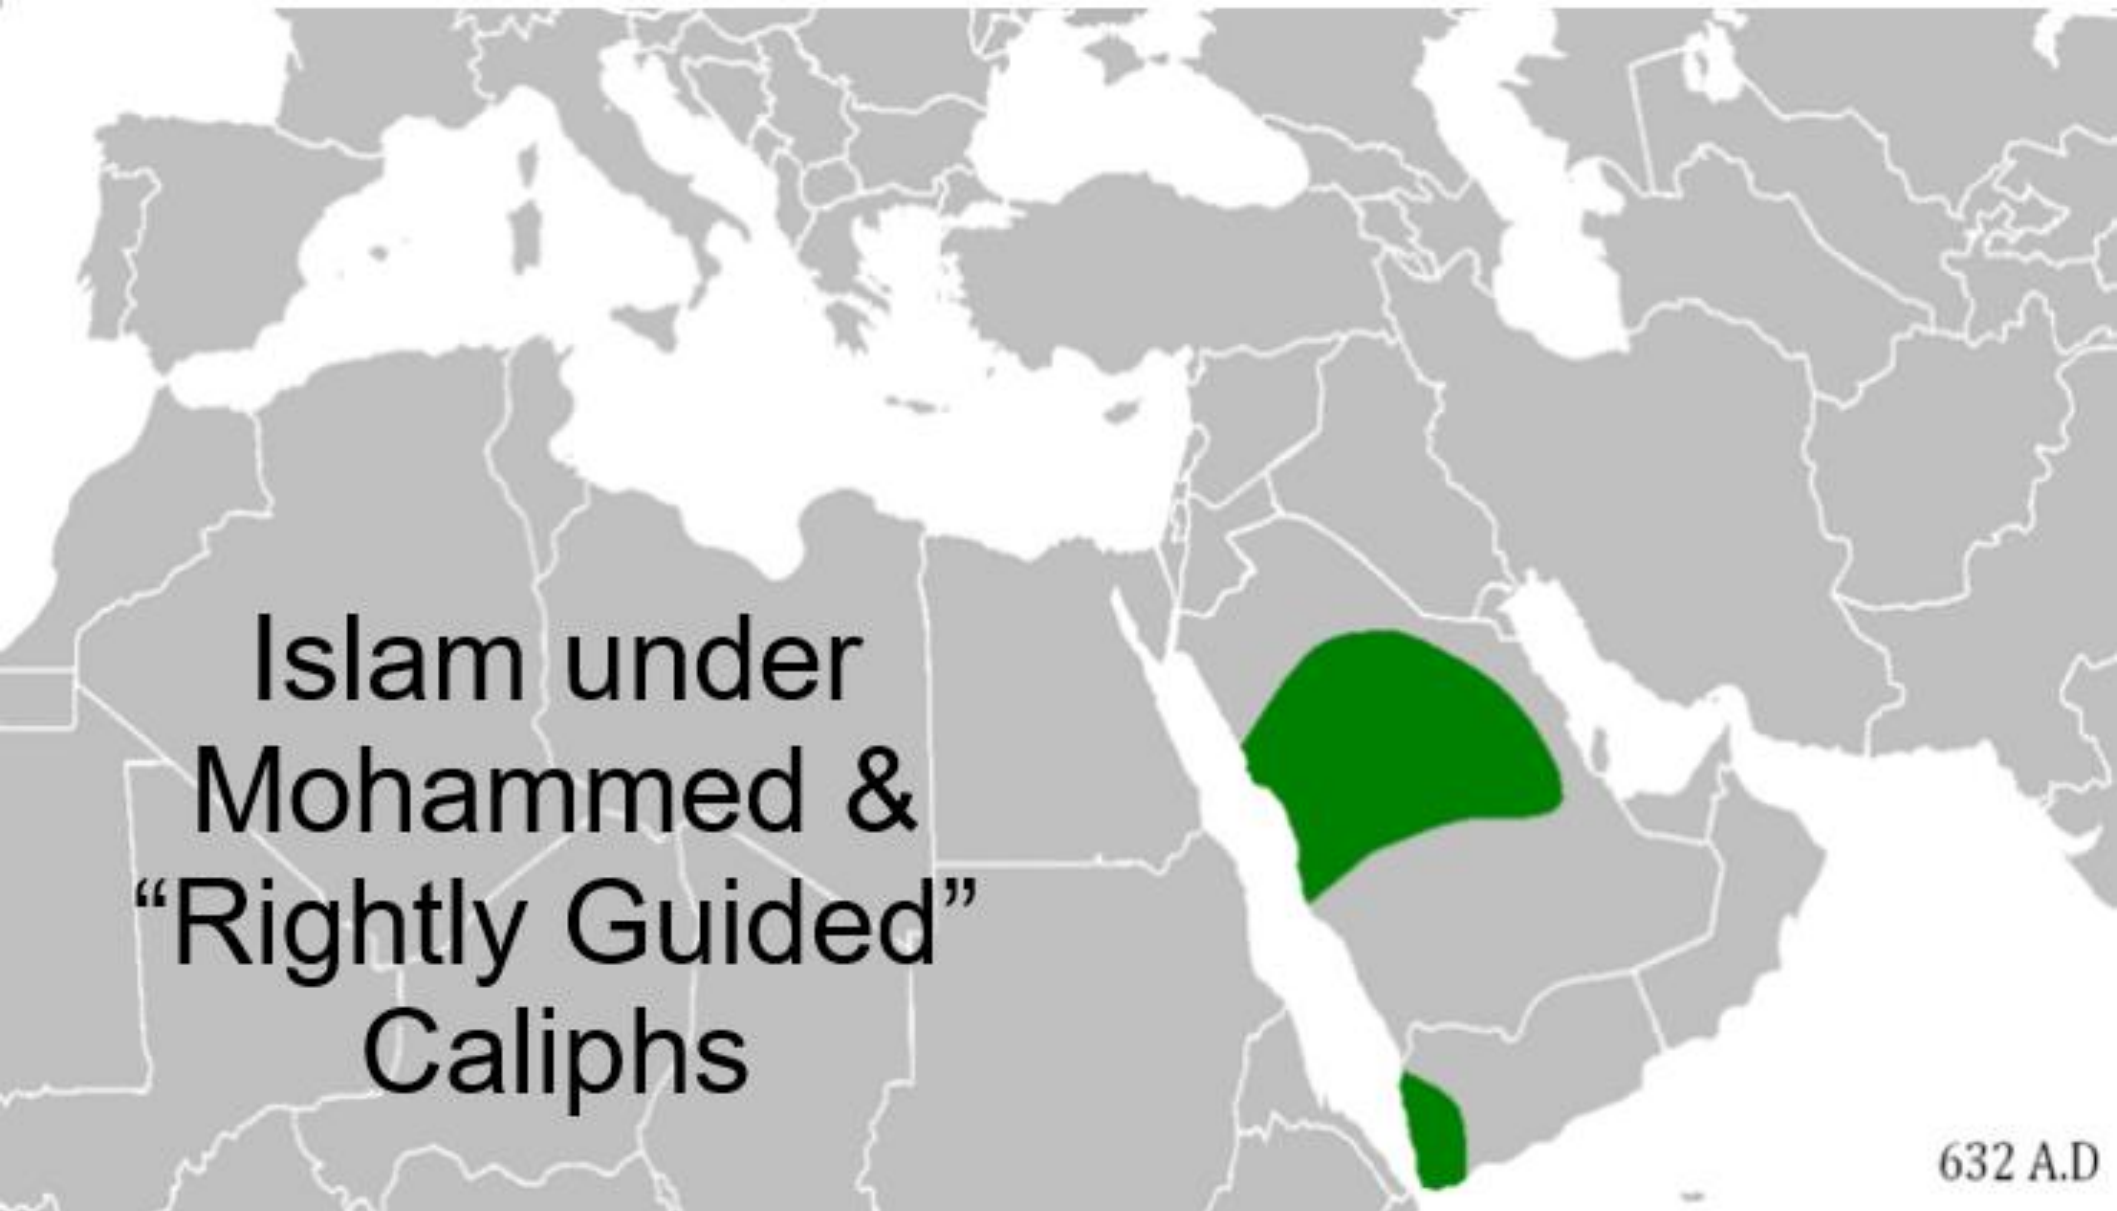 Islam under
Mohammed &
“Rightly Guided”
Caliphs
632 A.D